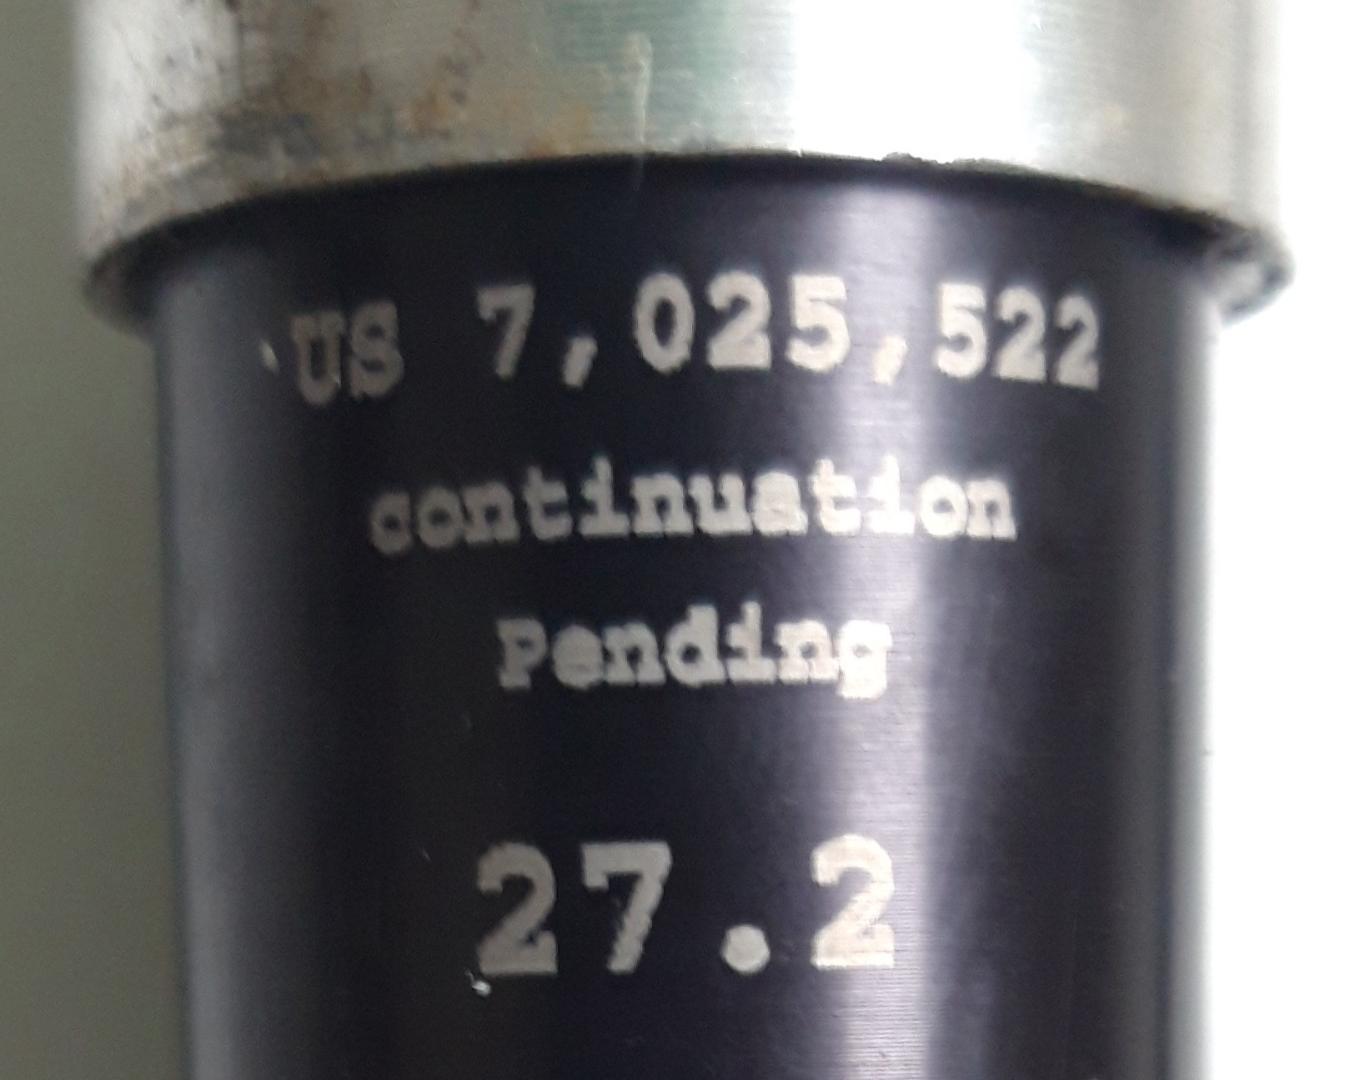 US 7,025,522
continuation
Pending
27.2